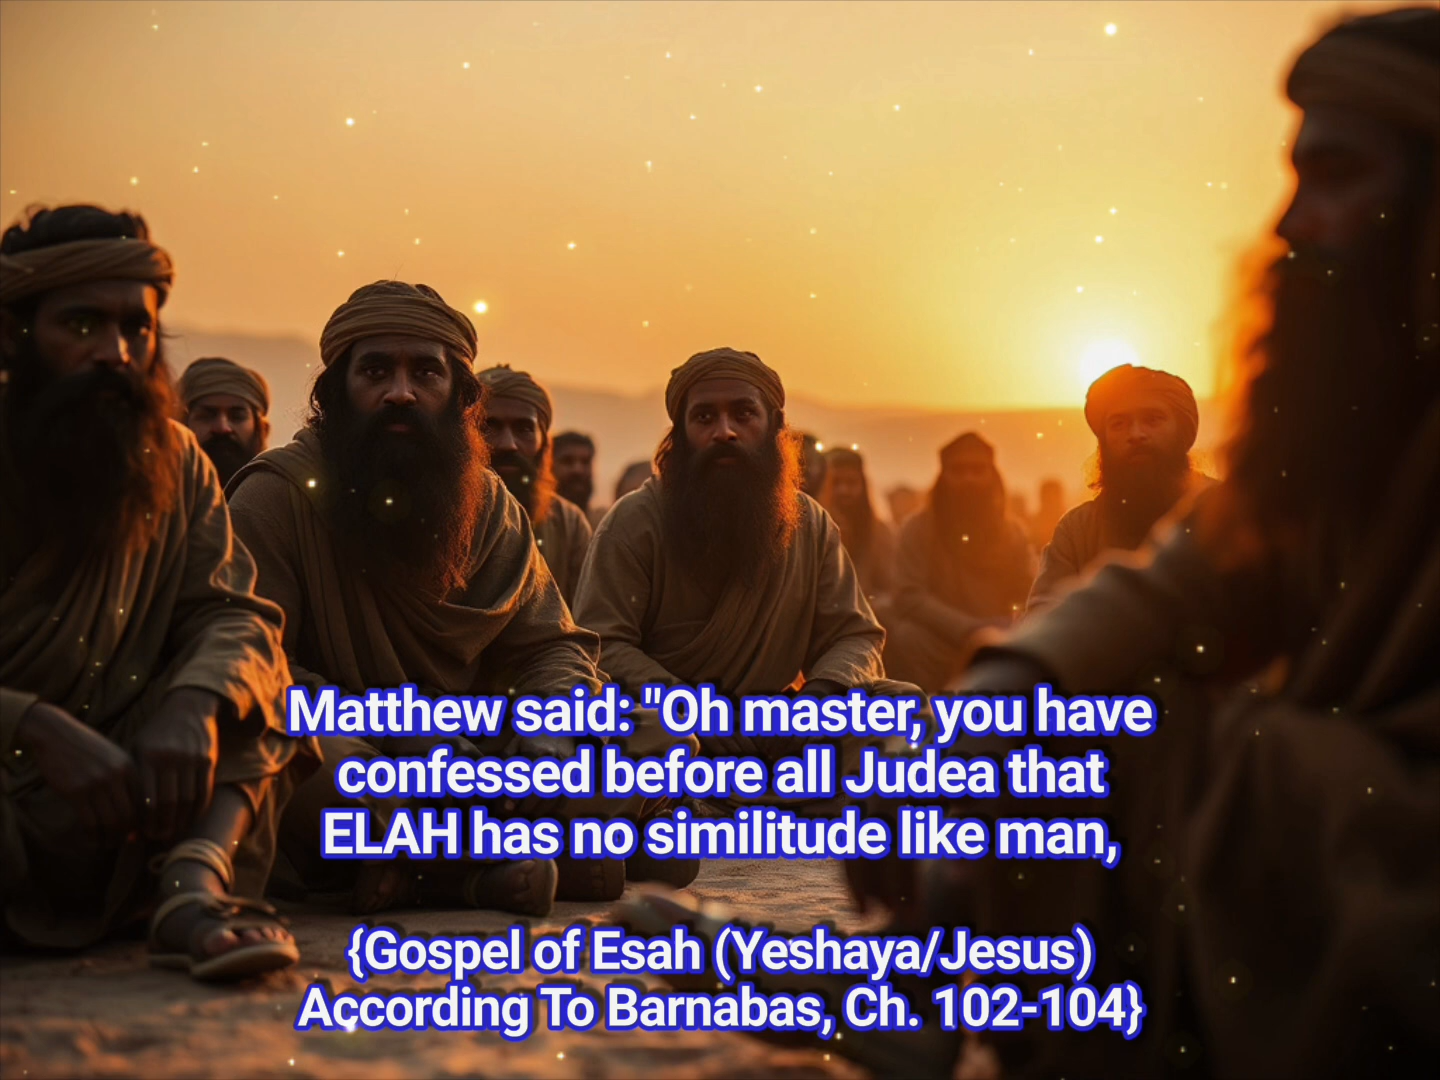 Matthew said: "Oh master, you have
confessed before all Judea that
ELAH has no similitude like man,
{Gospel of Esah (Yeshaya/Jesus)
According To Barnabas, Ch. 102-104}